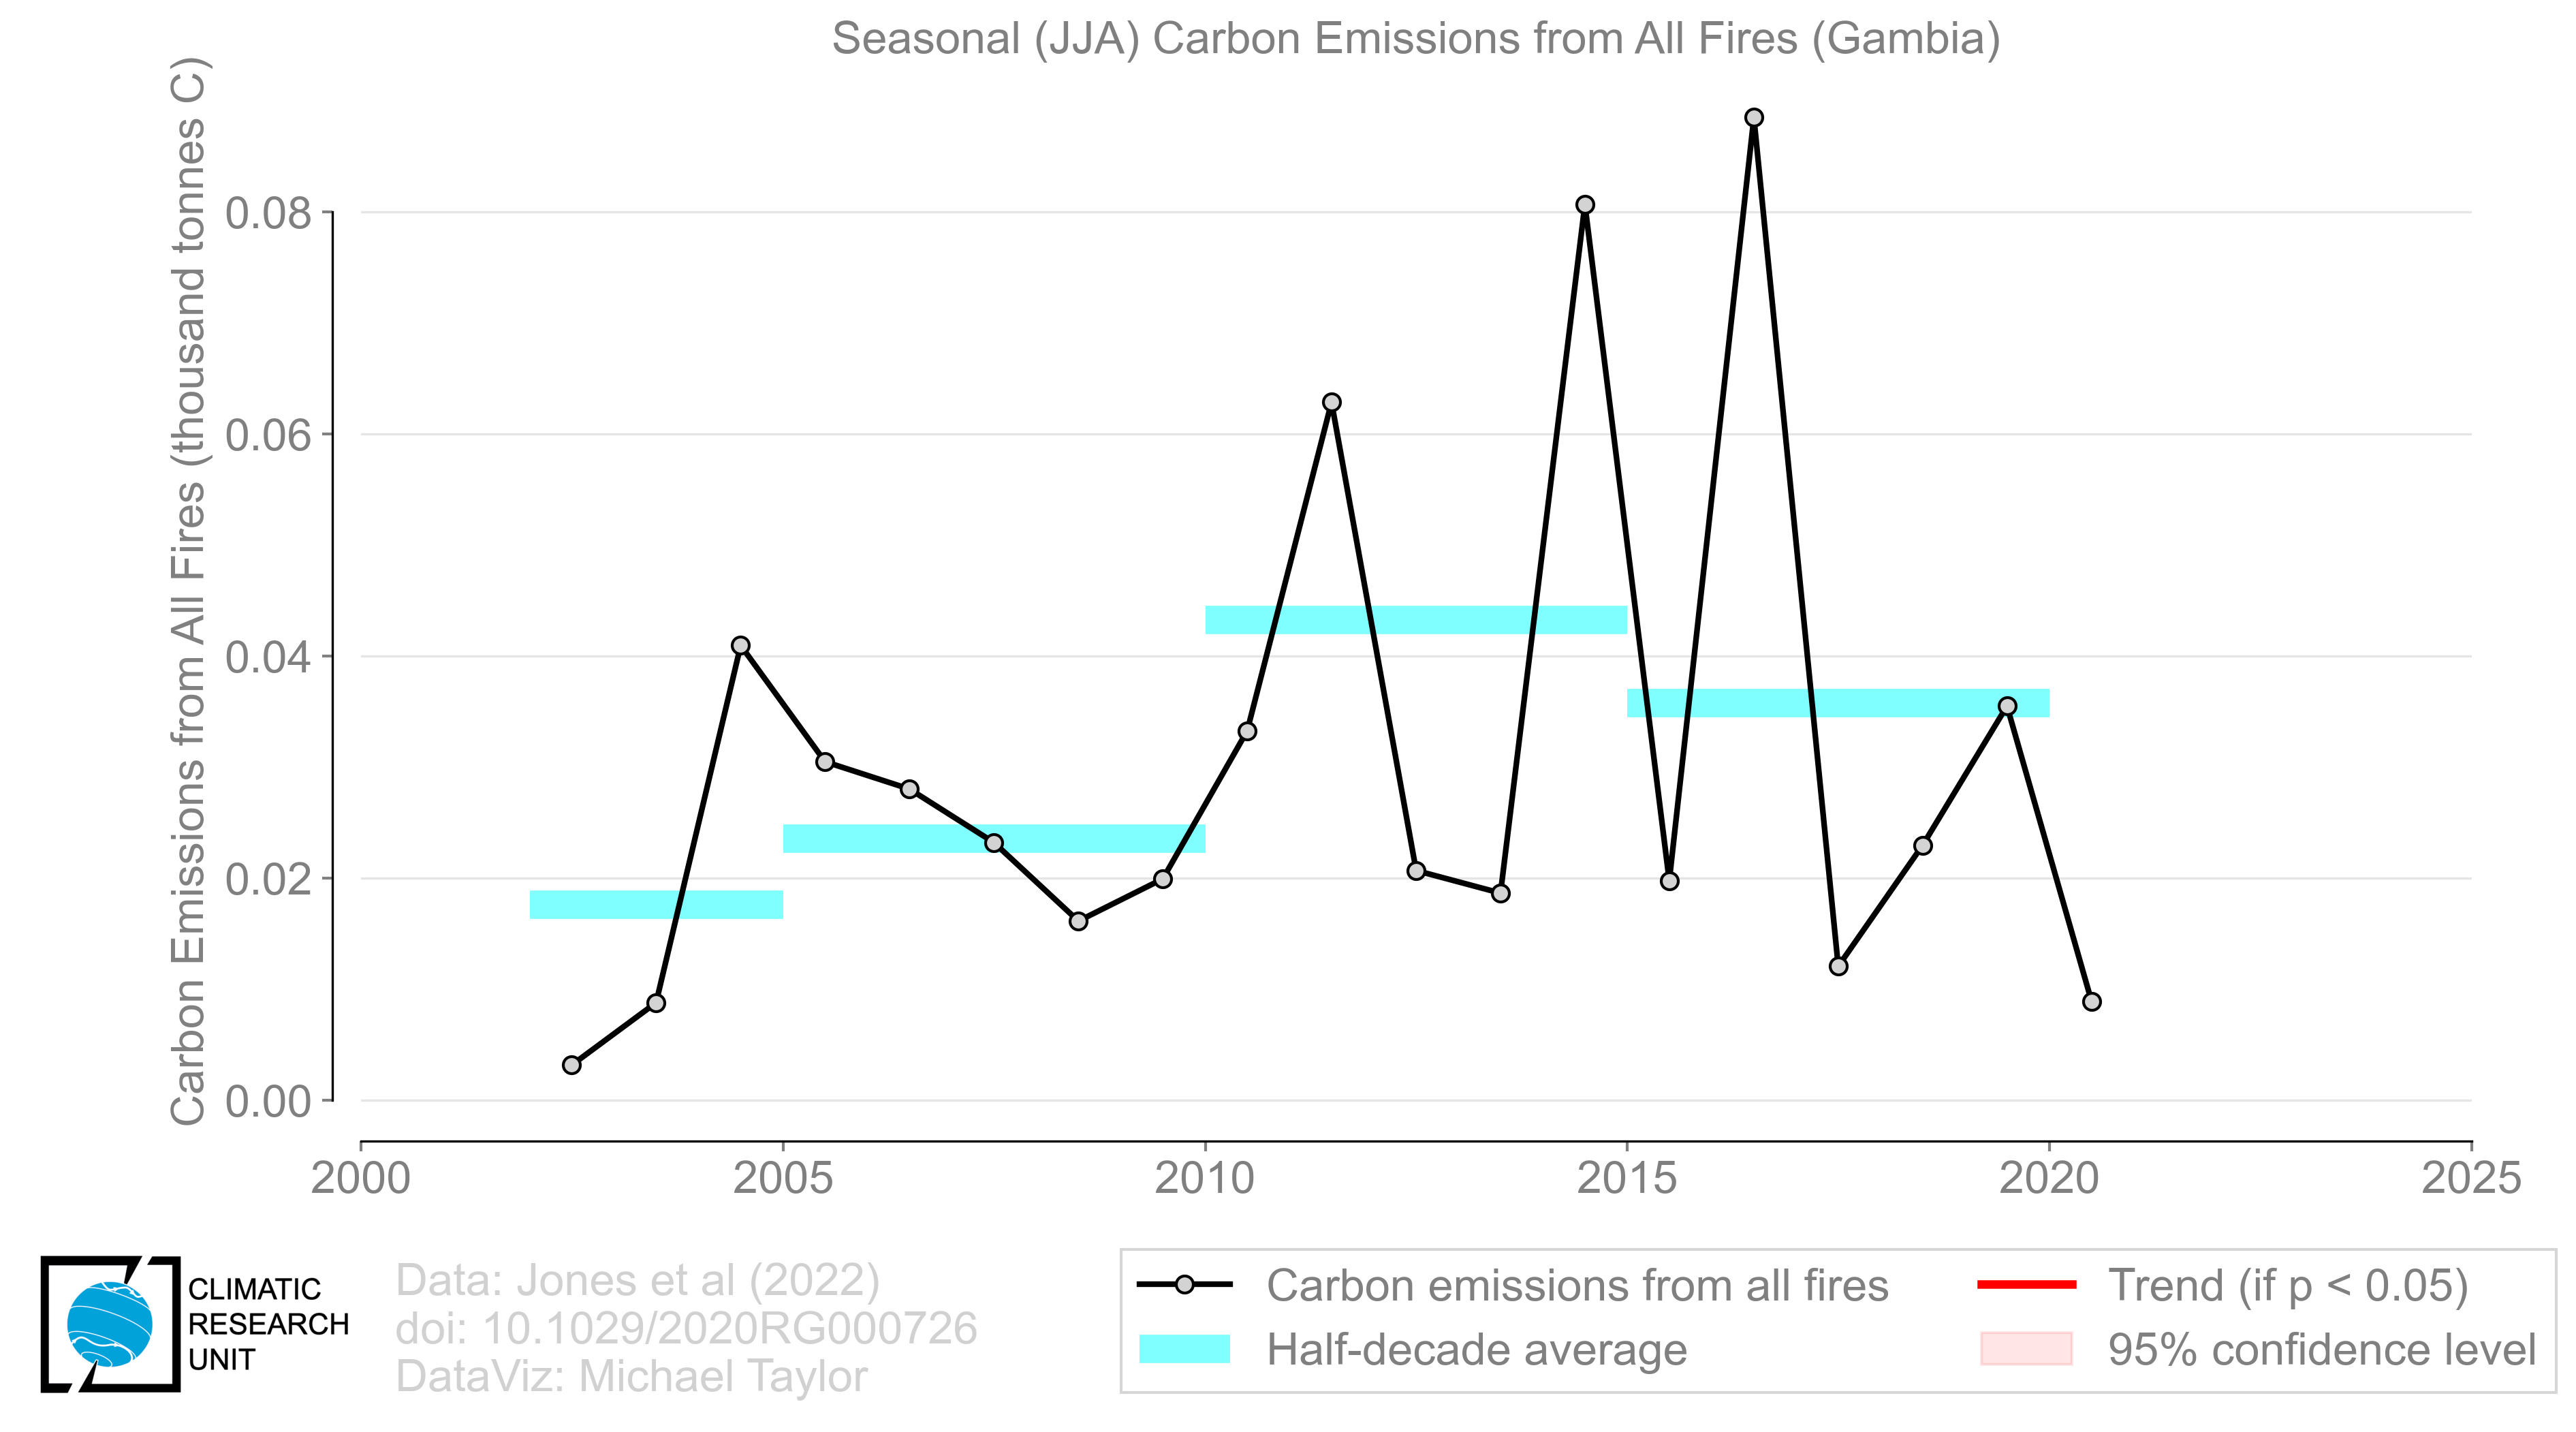 Seasonal (JJA) Carbon Emissions from All Fires (Gambia)
Carbon Emissions from All Fires (thousand tonnes C)
0.08
0.06
0.04
0.02
0.00
2000 2005 2010 2015 2020 2025
CLIMATIC
RESEARCH
UNIT
Data: Jones et al (2022)
doi: 10.1029/2020RG000726
DataViz: Michael Taylor
Carbon emissions from all fires
Half-decade average
Trend (if p < 0.05)
95% confidence level